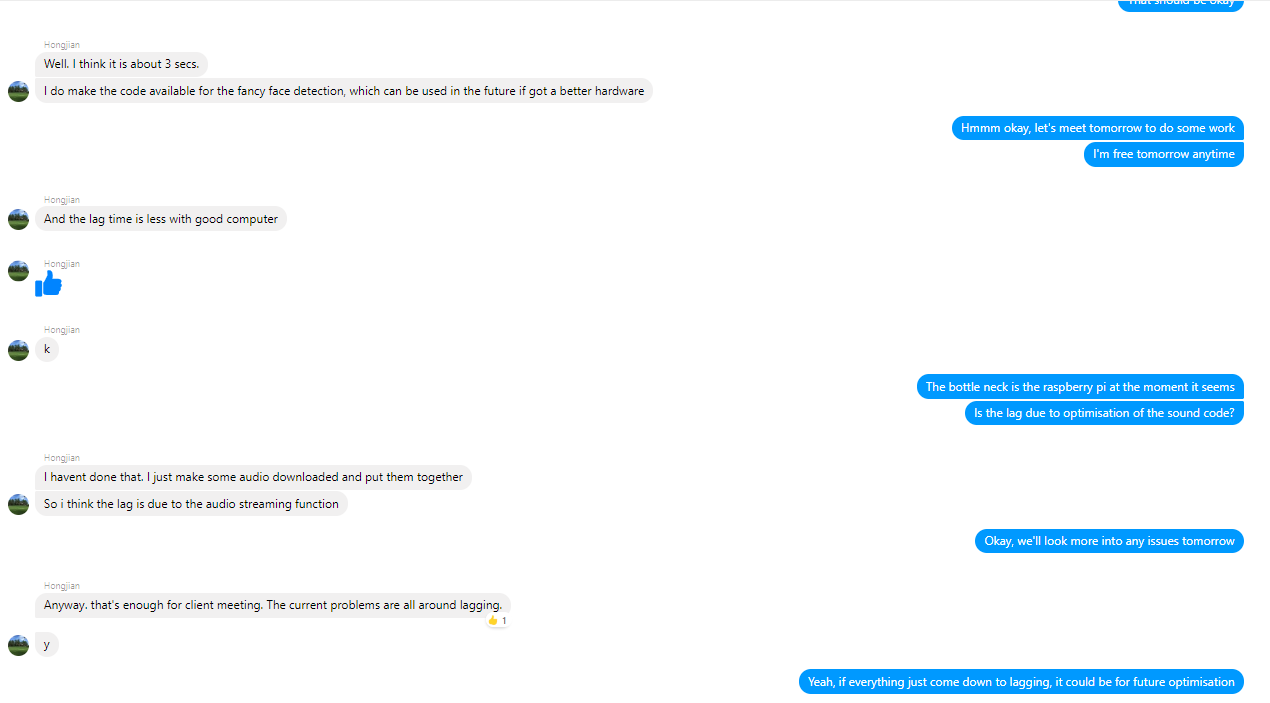 That should be okay
Hongjian
Well. I think it is about 3 secs.
I do make the code available for the fancy face detection, which can be used in the future if got a better hardware
Hmmm okay, let's meet tomorrow to do some work
I'm free tomorrow anytime
Hongjian
And the lag time is less with good computer
Hongjian
Hongjian
k
The bottle neck is the raspberry pi at the moment it seems
Is the lag due to optimisation of the sound code?
Hongjian
I havent done that. I just make some audio downloaded and put them together
So i think the lag is due to the audio streaming function
Okay, we'll look more into any issues tomorrow
Hongjian
Anyway. that's enough for client meeting. The current problems are all around lagging.
1
y
Yeah, if everything just come down to lagging, it could be for future optimisation